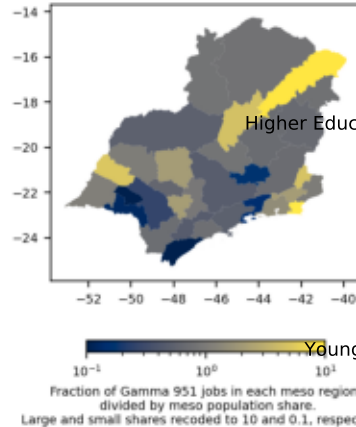 −14
−16
−18
Higher Educ
−20
−22
−24
−52 −50 −48 −46 −44 −42 −40
Young
10⁻¹ 10⁰ 10¹
Fraction of Gamma 951 jobs in each meso region
divided by meso population share.
Large and small shares recoded to 10 and 0.1, respec